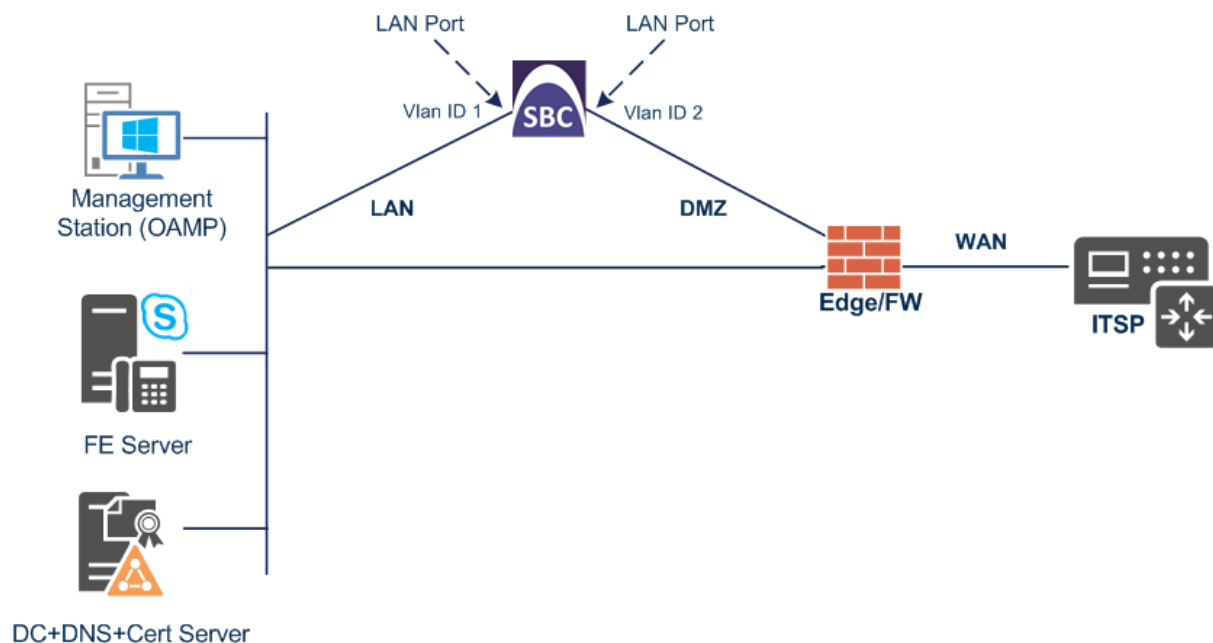 LAN Port
LAN Port
Vlan ID 1
SBC
Vlan ID 2
Management
Station (OAMP)
LAN
DMZ
WAN
Edge/FW
ITSP
S
FE Server
DC+DNS+Cert Server